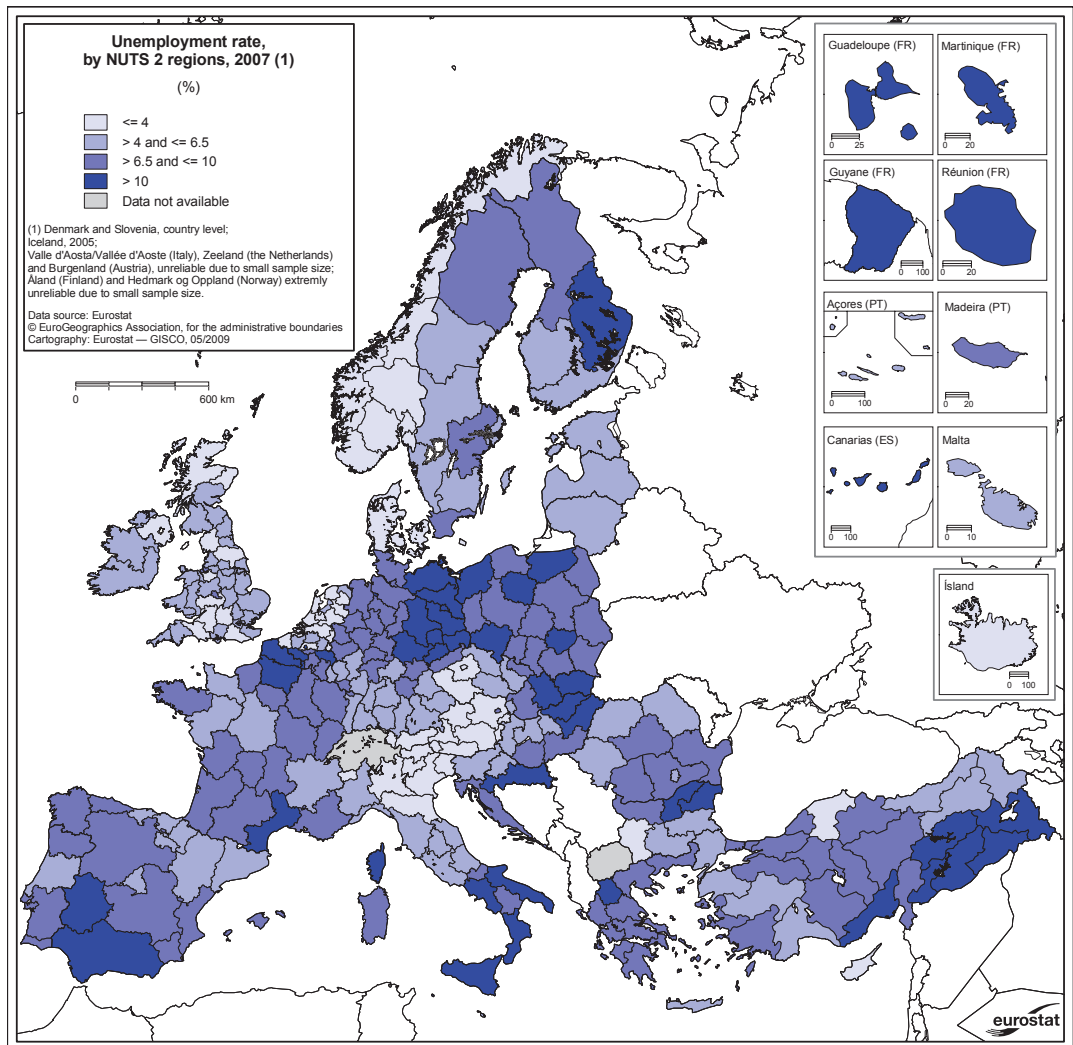 Unemployment rate,
by NUTS 2 regions, 2007 (1)
(%)
<= 4
> 4 and <= 6.5
> 6.5 and <= 10
> 10
Data not available
(1) Denmark and Slovenia, country level;
Iceland, 2005;
Valle d'Aosta/Vallée d'Aoste (Italy), Zeeland (the Netherlands)
and Burgenland (Austria), unreliable due to small sample size;
Åland (Finland) and Hedmark og Oppland (Norway) extremly
unreliable due to small sample size.
Data source: Eurostat
© EuroGeographics Association, for the administrative boundaries
Cartography: Eurostat — GISCO, 05/2009
0 600 km
Guadeloupe (FR)
0 25
Martinique (FR)
0 20
Guyane (FR)
0 100
Réunion (FR)
0 20
Açores (PT)
0 100
Madeira (PT)
0 20
Canarias (ES)
0 100
Malta
0 10
Ísland
0 100
eurostat